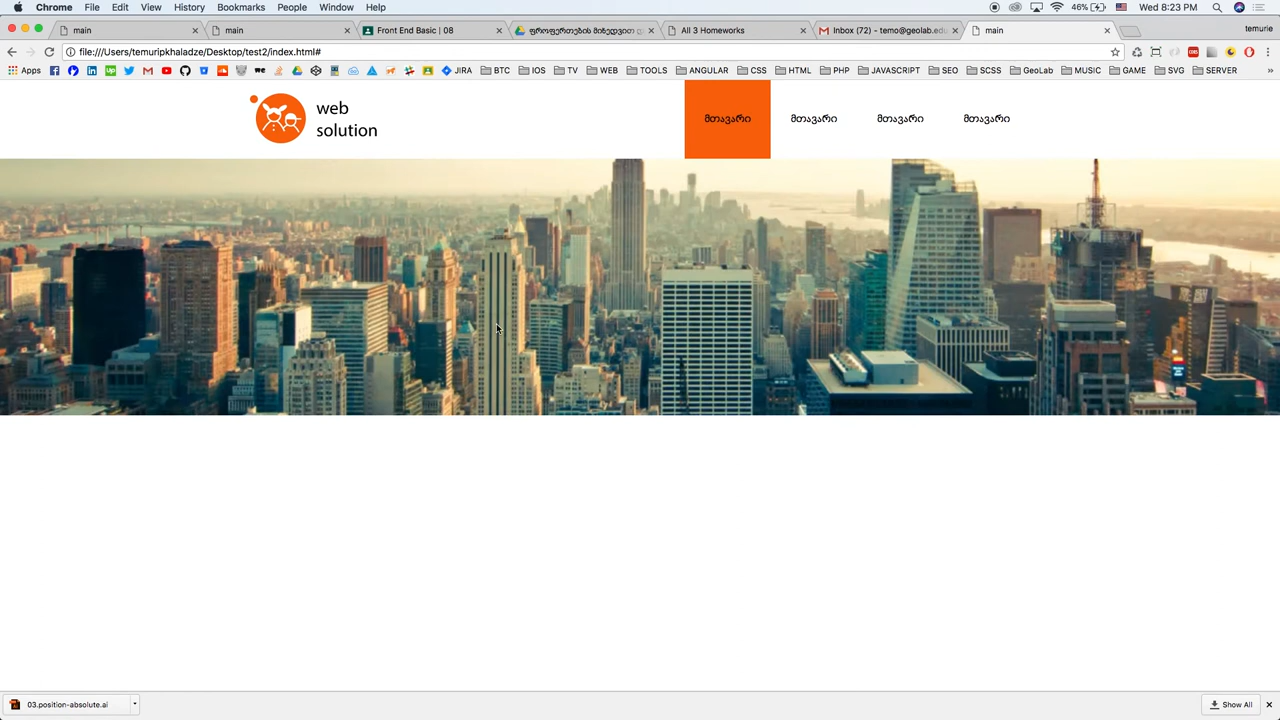 Chrome File Edit View History Bookmarks People Window Help 46% Wed 8:23 PM
main main Front End Basic | 08 ფროფერთების მიხედვით All 3 Homeworks Inbox (72) - temo@geolab.edu main temurie
file:///Users/temuripkhaladze/Desktop/test2/index.html#
Apps JIRA BTC IOS TV WEB TOOLS ANGULAR CSS HTML PHP JAVASCRIPT SEO SCSS GeoLab MUSIC GAME SVG SERVER »
web
solution
მთავარი მთავარი მთავარი მთავარი
03.position-absolute.ai Show All